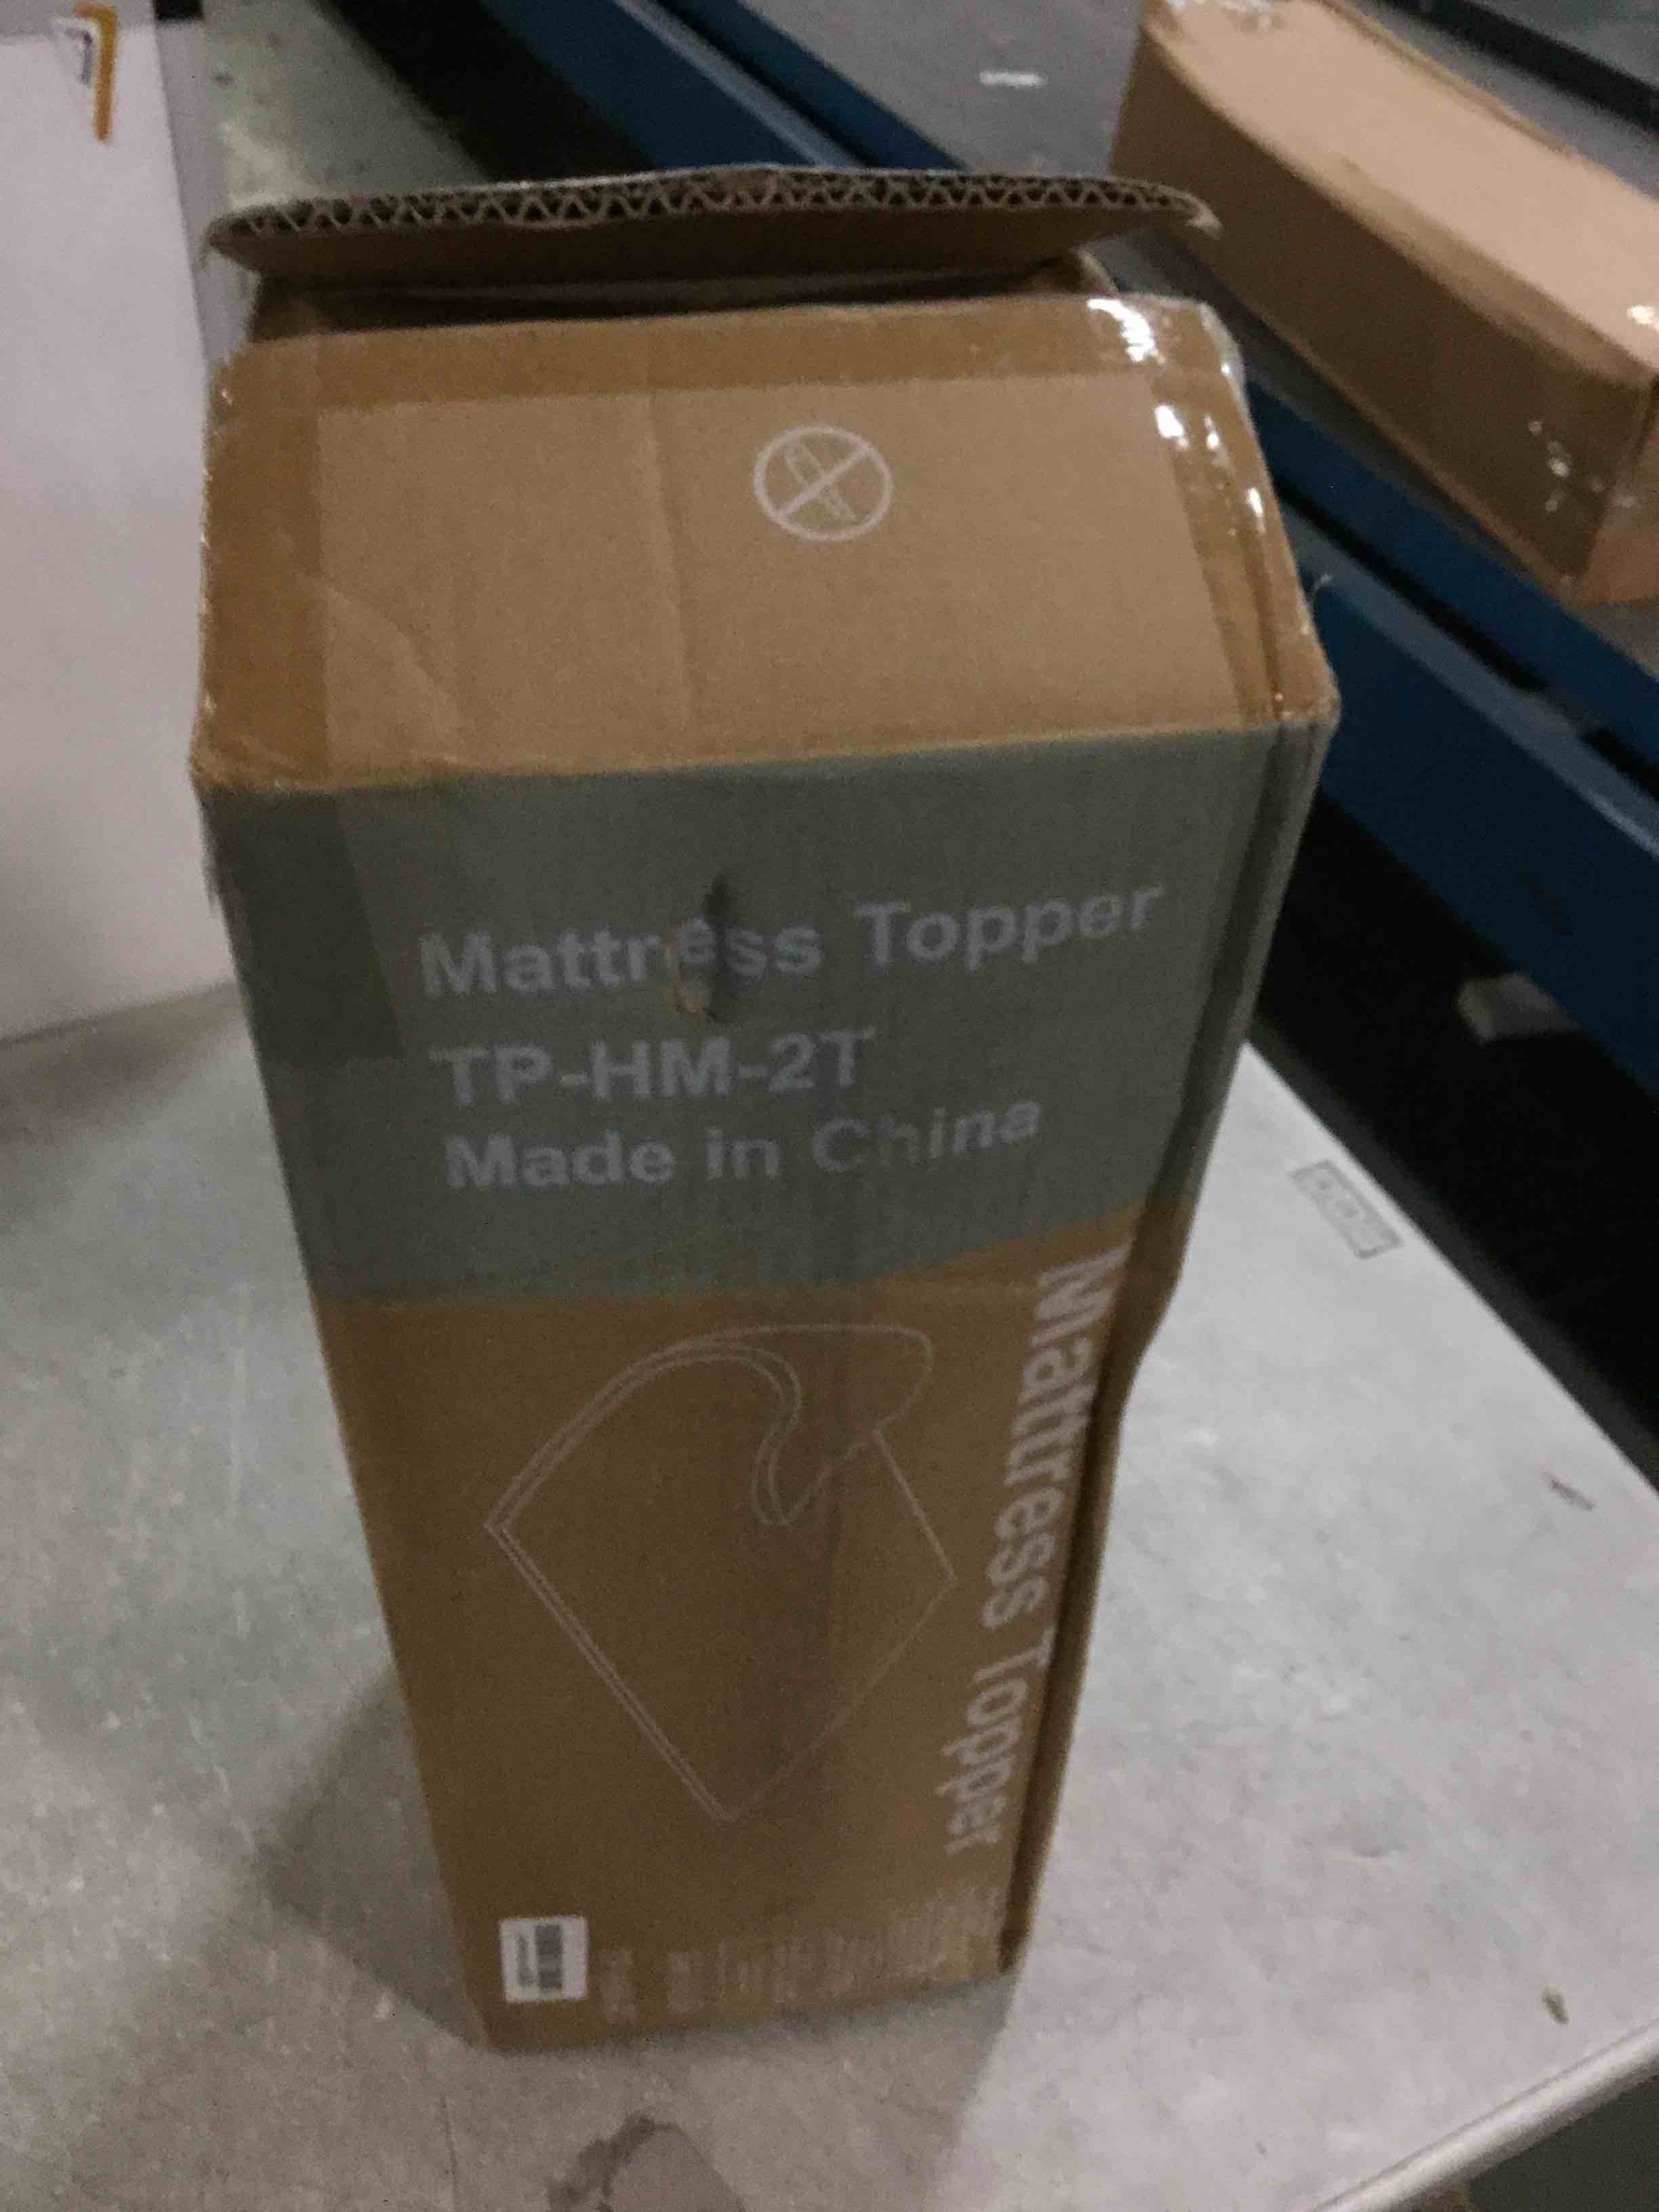 Mattress Topper
TP-HM-2T
Made in China
Mattress Topper